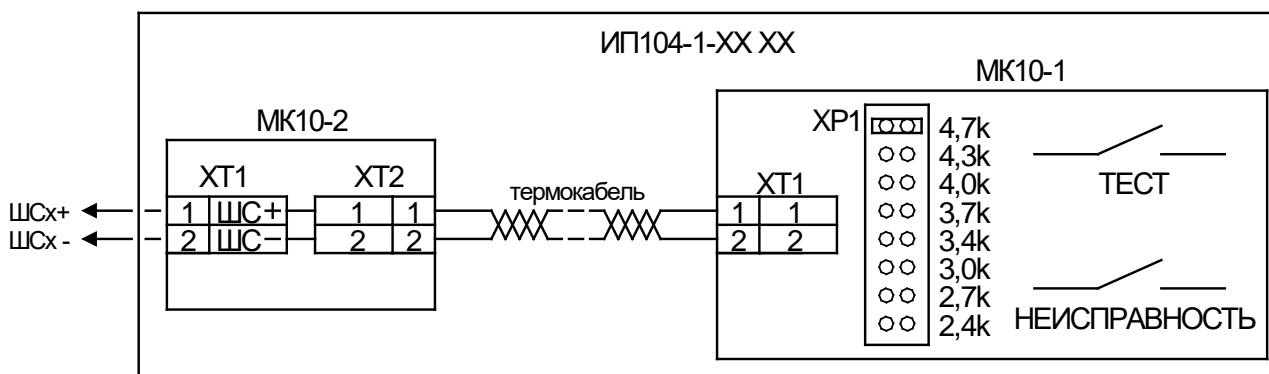 ИП104-1-XX XX
МК10-1
МК10-2
XP1
4,7k
4,3k
4,0k
3,7k
3,4k
3,0k
2,7k
2,4k
ТЕСТ
НЕИСПРАВНОСТЬ
XT1
XT2
термокабель
XT1
ШСх+
1 ШС+ 1 1
1 1
ШСх -
2 ШС- 2 2
2 2